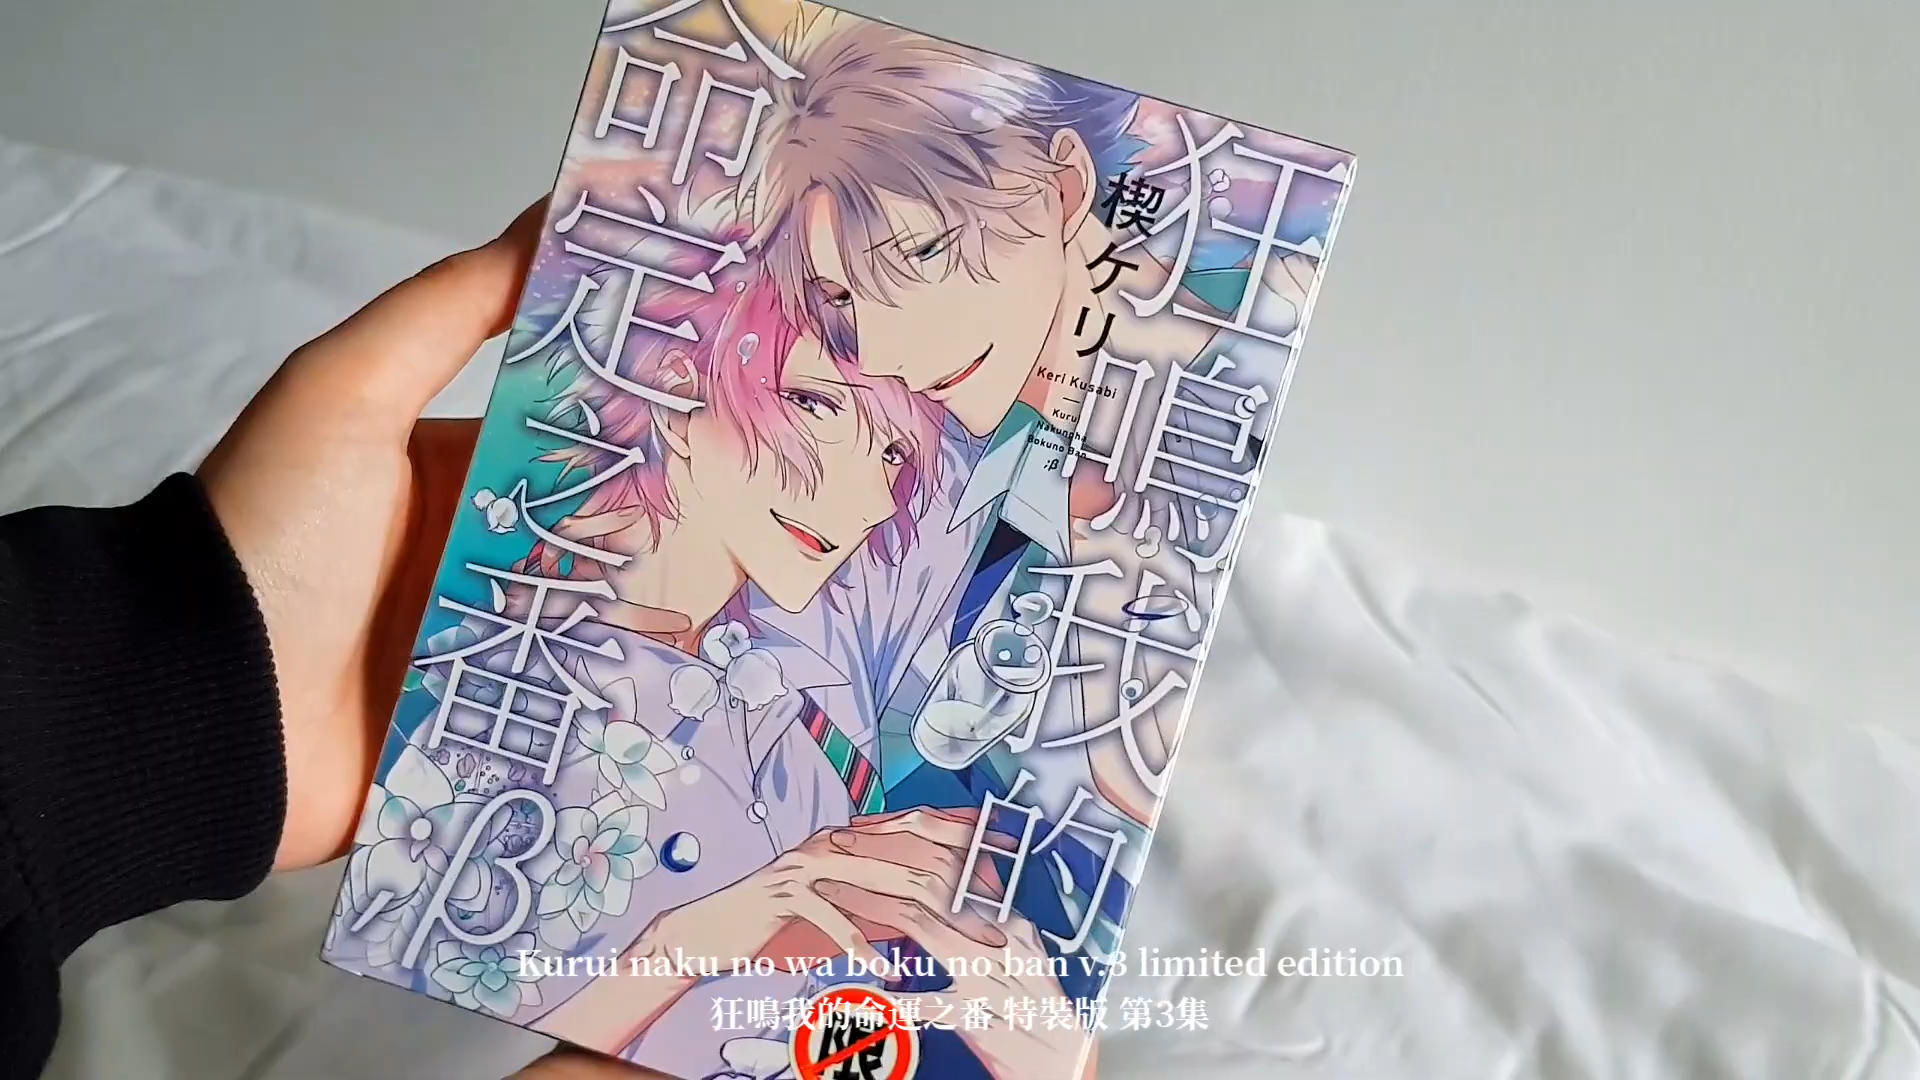 狂鳴我的
命定之番;β
楔ケリ
Keri Kusabi
Kurui
Nakunoha
Bokuno Ban
;β
限
Kurui naku no wa boku no ban v.3 limited edition
狂鳴我的命運之番 特裝版 第3集